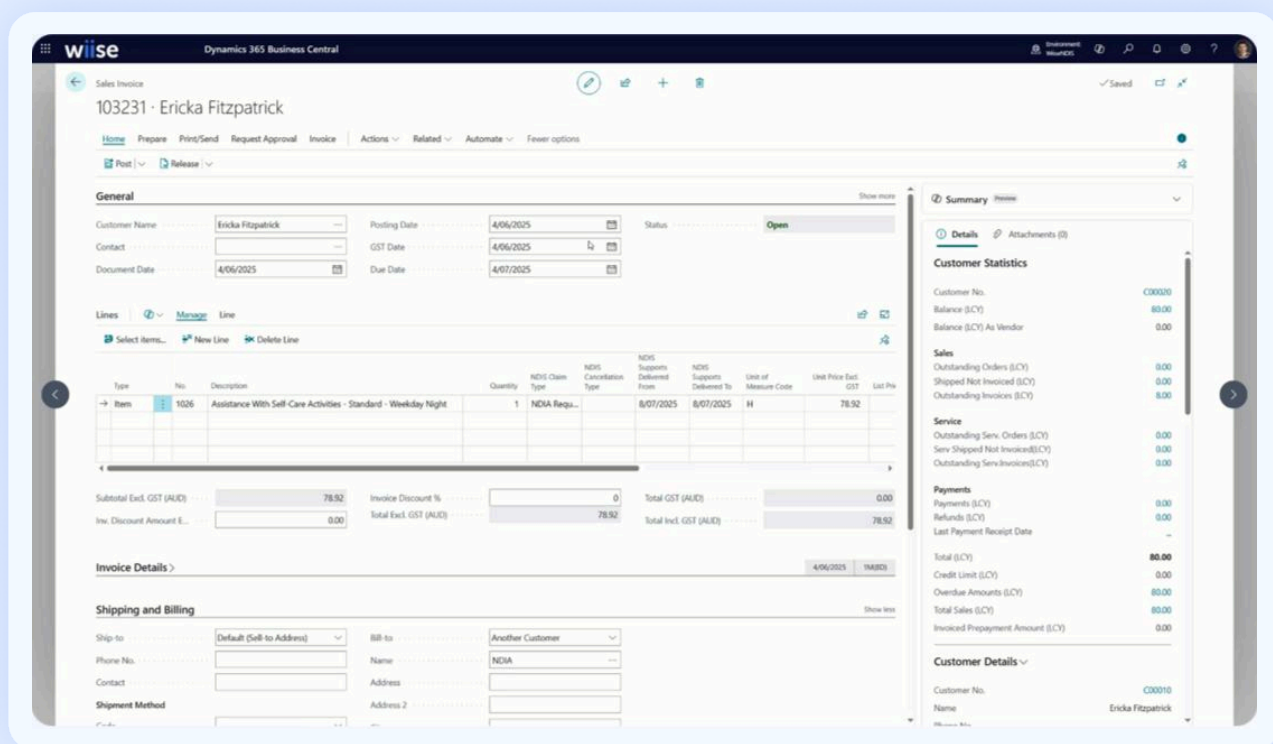 wiise
Dynamics 365 Business Central
Environment:
WiiseNDIS
?
Sales Invoice
Saved
103231 · Ericka Fitzpatrick
Home Prepare Print/Send Request Approval Invoice Actions Related Automate Fewer options
Post Release
General
Show more
Customer Name Ericka Fitzpatrick
Posting Date 4/06/2025
Status Open
Contact
GST Date 4/06/2025
Document Date 4/06/2025
Due Date 4/07/2025
Lines Manage Line
Select items... New Line Delete Line
Type No. Description Quantity NDIS Claim Type NDIS Cancellation Type NDIS Supports Delivered From NDIS Supports Delivered To Unit of Measure Code Unit Price Excl. GST List Pri
Item 1026 Assistance With Self-Care Activities - Standard - Weekday Night 1 NDIA Requ... 8/07/2025 8/07/2025 H 78.92
Subtotal Excl. GST (AUD) 78.92
Invoice Discount % 0
Total GST (AUD) 0.00
Inv. Discount Amount E... 0.00
Total Excl. GST (AUD) 78.92
Total Incl. GST (AUD) 78.92
Invoice Details
4/06/2025 1M(8D)
Shipping and Billing
Show less
Ship-to Default (Sell-to Address)
Bill-to Another Customer
Phone No.
Name NDIA
Contact
Address
Shipment Method
Address 2
Code
Summary Preview
Details Attachments (0)
Customer Statistics
Customer No. C00020
Balance (LCY) 80.00
Balance (LCY) As Vendor 0.00
Sales
Outstanding Orders (LCY) 0.00
Shipped Not Invoiced (LCY) 0.00
Outstanding Invoices (LCY) 8.00
Service
Outstanding Serv. Orders (LCY) 0.00
Serv Shipped Not Invoiced(LCY) 0.00
Outstanding Serv.Invoices(LCY) 0.00
Payments
Payments (LCY) 0.00
Refunds (LCY) 0.00
Last Payment Receipt Date
Total (LCY) 80.00
Credit Limit (LCY) 0.00
Overdue Amounts (LCY) 80.00
Total Sales (LCY) 80.00
Invoiced Prepayment Amount (LCY) 0.00
Customer Details
Customer No. C00010
Name Ericka Fitzpatrick